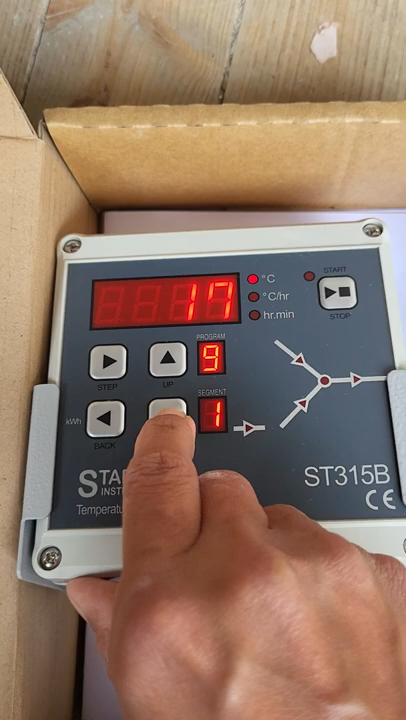 17
°C
°C/hr
hr.min
START
STOP
PROGRAM
9
STEP
UP
SEGMENT
1
kWh
BACK
ST315B
CE